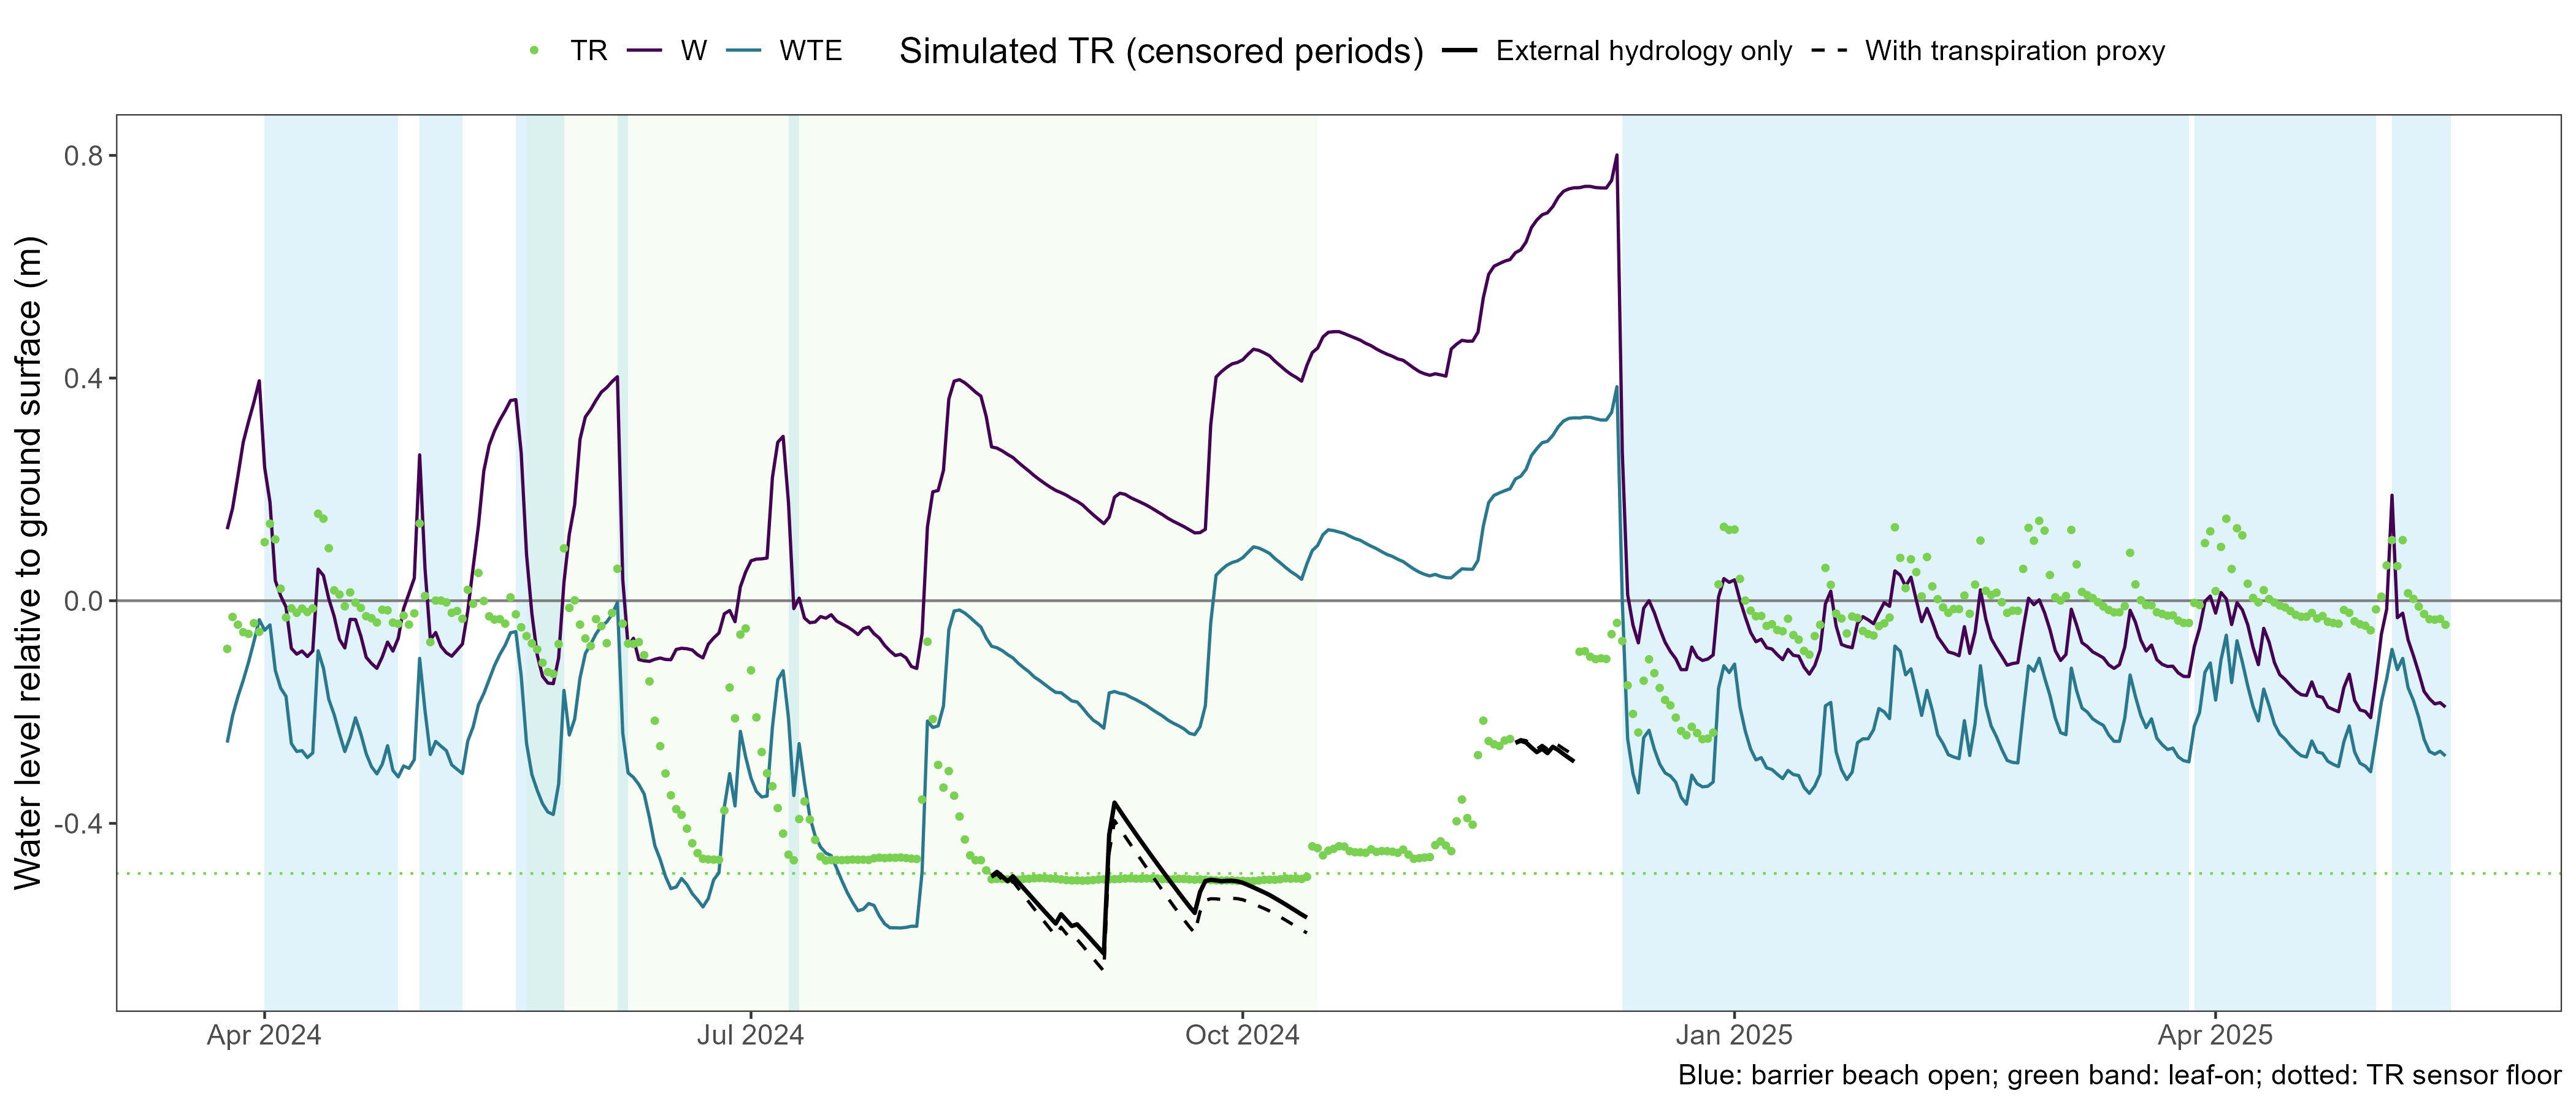 TR W WTE Simulated TR (censored periods) External hydrology only With transpiration proxy
Water level relative to ground surface (m)
0.8
0.4
0.0
-0.4
Apr 2024 Jul 2024 Oct 2024 Jan 2025 Apr 2025
Blue: barrier beach open; green band: leaf-on; dotted: TR sensor floor